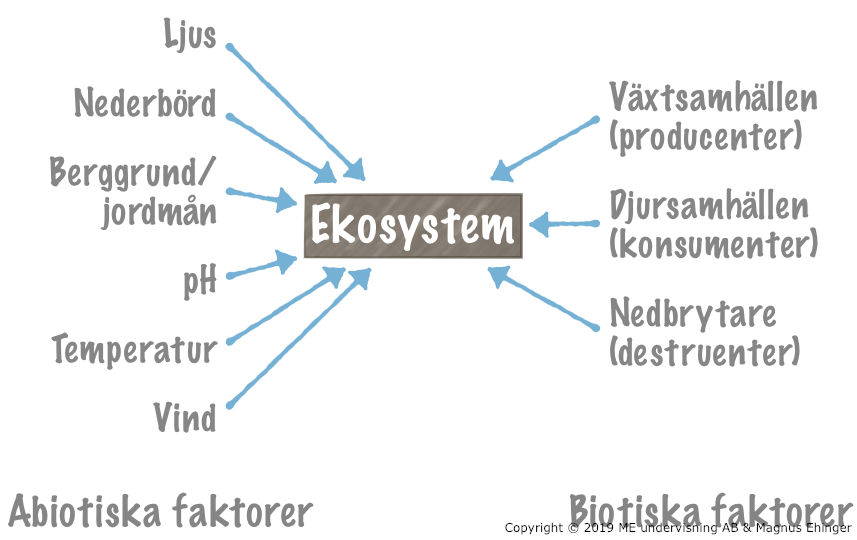 Ljus
Nederbörd
Berggrund/
jordmån
pH
Temperatur
Vind
Ekosystem
Växtsamhällen
(producenter)
Djursamhällen
(konsumenter)
Nedbrytare
(destruenter)
Abiotiska faktorer
Biotiska faktorer
Copyright © 2019 ME undervisning AB & Magnus Ehinger